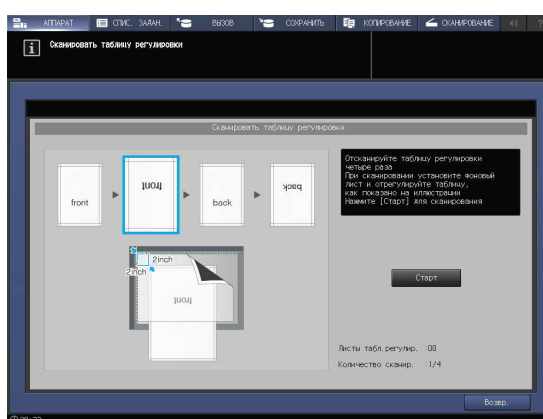 АППАРАТ
СПИС. ЗАДАН.
ВЫЗОВ
СОХРАНИТЬ
КОПИРОВАНИЕ
СКАНИРОВАНИЕ
Сканировать таблицу регулировки
Сканировать таблицу регулировки
Отсканируйте таблицу регулировки
четыре раза
При сканировании установите фоновый
лист и отрегулируйте таблицу,
как показано на иллюстрации
Нажмите [Старт] для сканирования
front
front
back
back
2inch
2inch
front
Старт
Листы табл.регулир. :00
Количество сканир. :1/4
Возвр.